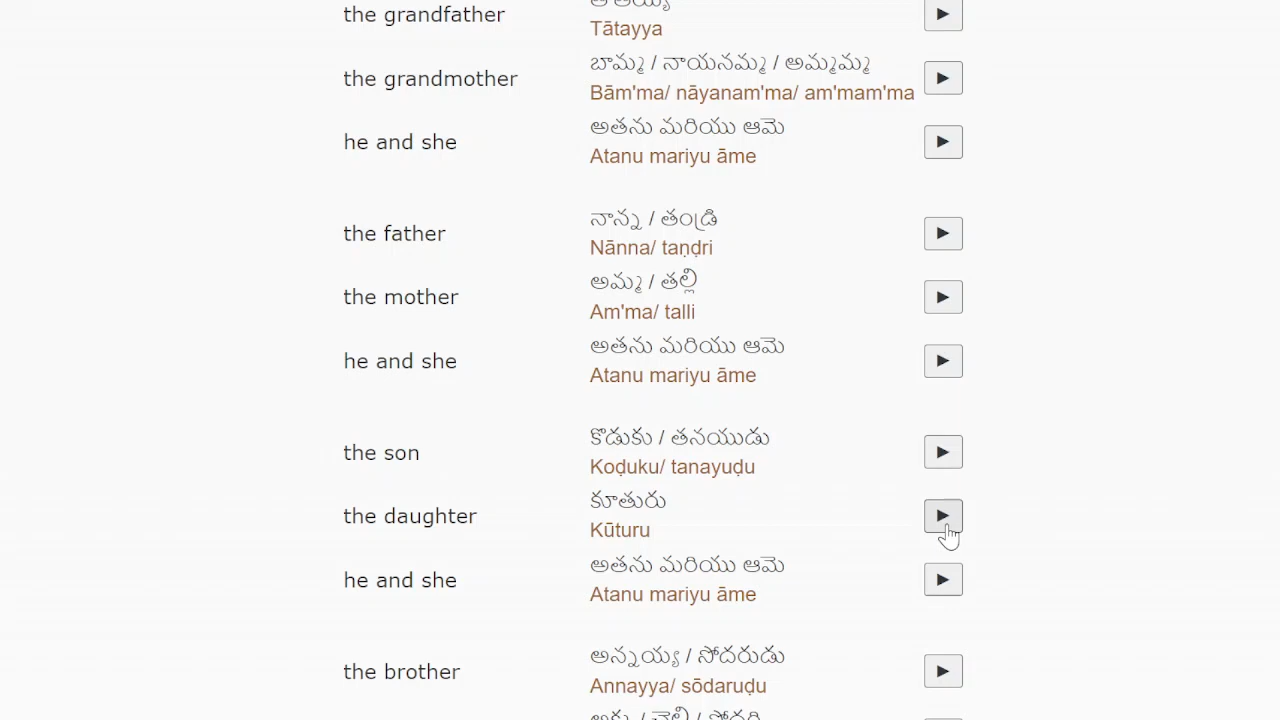 the grandfather
Tātayya
the grandmother
బామ్మ / నాయనమ్మ / అమ్మమ్మ
Bām'ma/ nāyanam'ma/ am'mam'ma
he and she
అతను మరియు ఆమె
Atanu mariyu āme
the father
నాన్న / తండ్రి
Nānna/ taṇḍri
the mother
అమ్మ / తల్లి
Am'ma/ talli
he and she
అతను మరియు ఆమె
Atanu mariyu āme
the son
కొడుకు / తనయుడు
Koḍuku/ tanayuḍu
the daughter
కూతురు
Kūturu
he and she
అతను మరియు ఆమె
Atanu mariyu āme
the brother
అన్నయ్య / సోదరుడు
Annayya/ sōdaruḍu